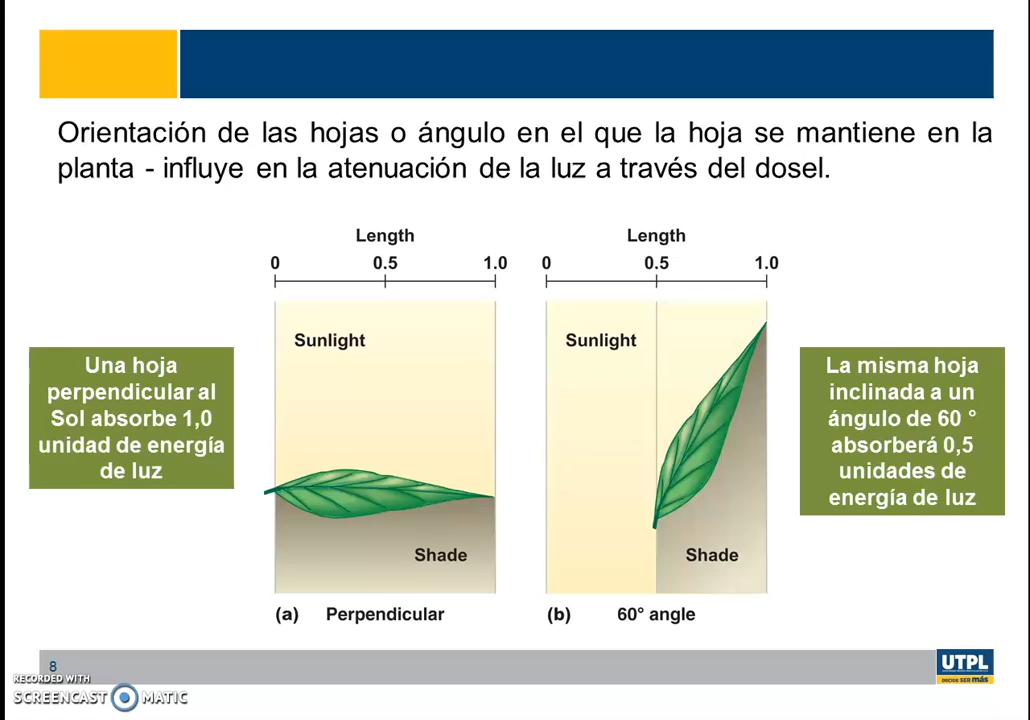 Orientación de las hojas o ángulo en el que la hoja se mantiene en la
planta - influye en la atenuación de la luz a través del dosel.
Length
0 0.5 1.0
Length
0 0.5 1.0
Sunlight
Sunlight
Una hoja
perpendicular al
Sol absorbe 1,0
unidad de energía
de luz
La misma hoja
inclinada a un
ángulo de 60 °
absorberá 0,5
unidades de
energía de luz
Shade
Shade
(a) Perpendicular
(b) 60° angle
8
RECORDED WITH
SCREENCAST MATIC
UTPL
DECIDE SER más